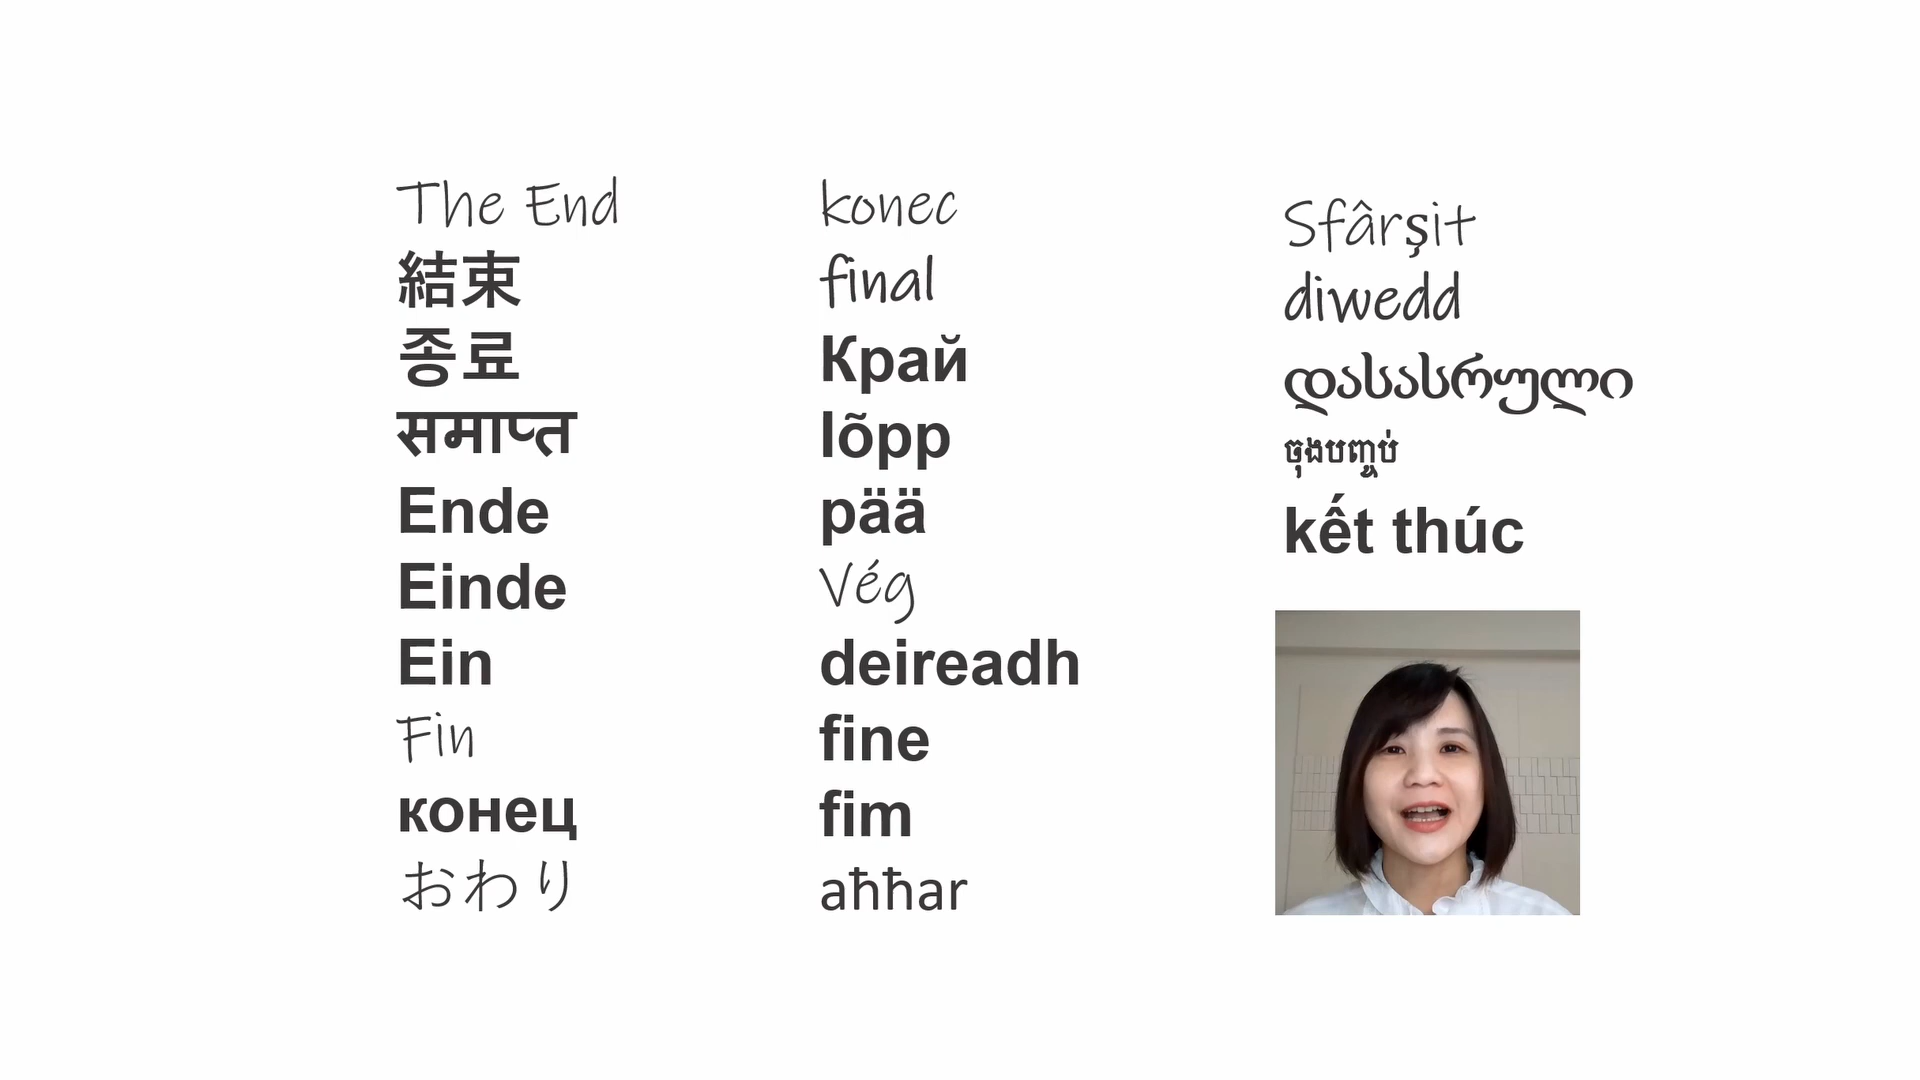 The End
結束
종료
समाप्त
Ende
Einde
Ein
Fin
конец
おわり
konec
final
Край
lõpp
pää
Vég
deireadh
fine
fim
aħħar
Sfârşit
diwedd
დასასრული
ចុងបញ្ចប់
kết thúc